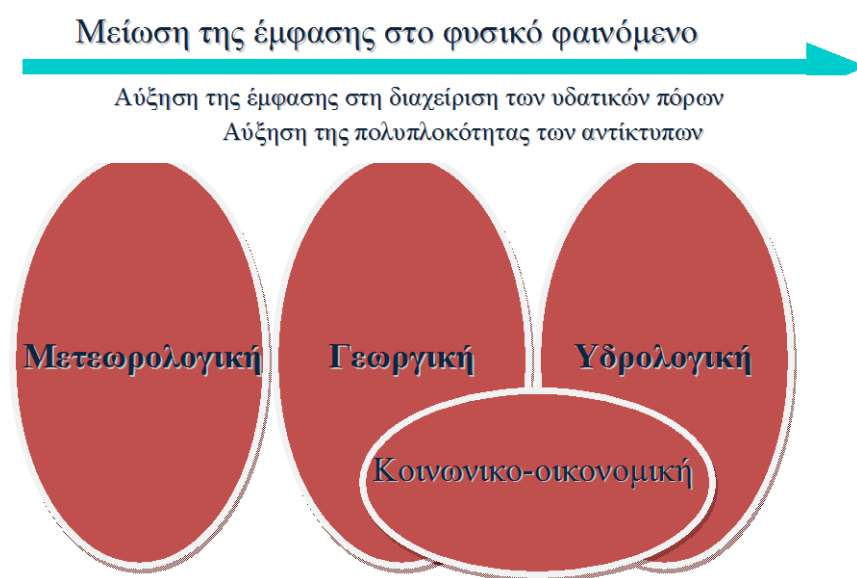 Μείωση της έμφασης στο φυσικό φαινόμενο
Αύξηση της έμφασης στη διαχείριση των υδατικών πόρων
Αύξηση της πολυπλοκότητας των αντίκτυπων
Μετεωρολογική
Γεωργική
Υδρολογική
Κοινωνικο-οικονομική